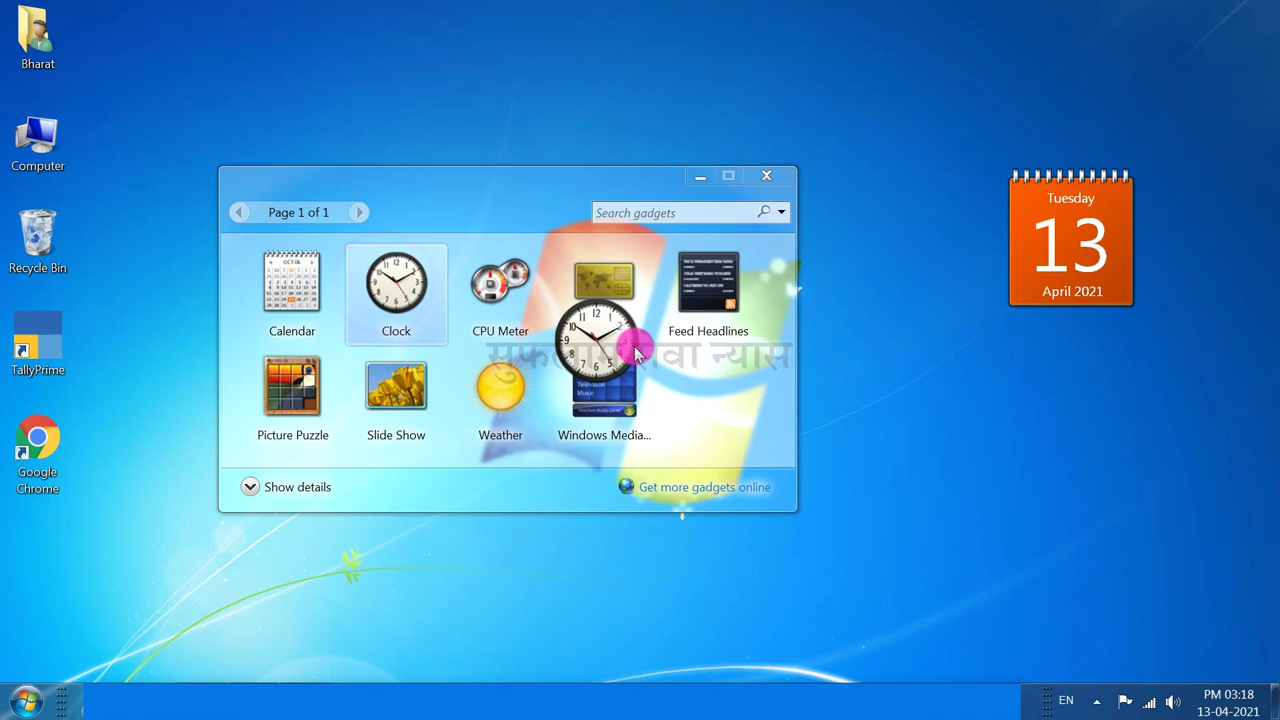 Bharat
Computer
Recycle Bin
TallyPrime
Google
Chrome
Page 1 of 1
Search gadgets
Calendar
Clock
CPU Meter
Feed Headlines
Picture Puzzle
Slide Show
Weather
Windows Media...
Show details
Get more gadgets online
Tuesday
13
April 2021
EN
PM 03:18
13-04-2021